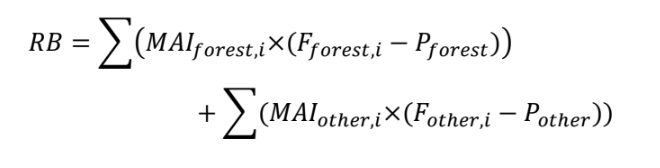 RB = ∑(MAI_forest,i×(F_forest,i − P_forest))
+ ∑(MAI_other,i×(F_other,i − P_other))